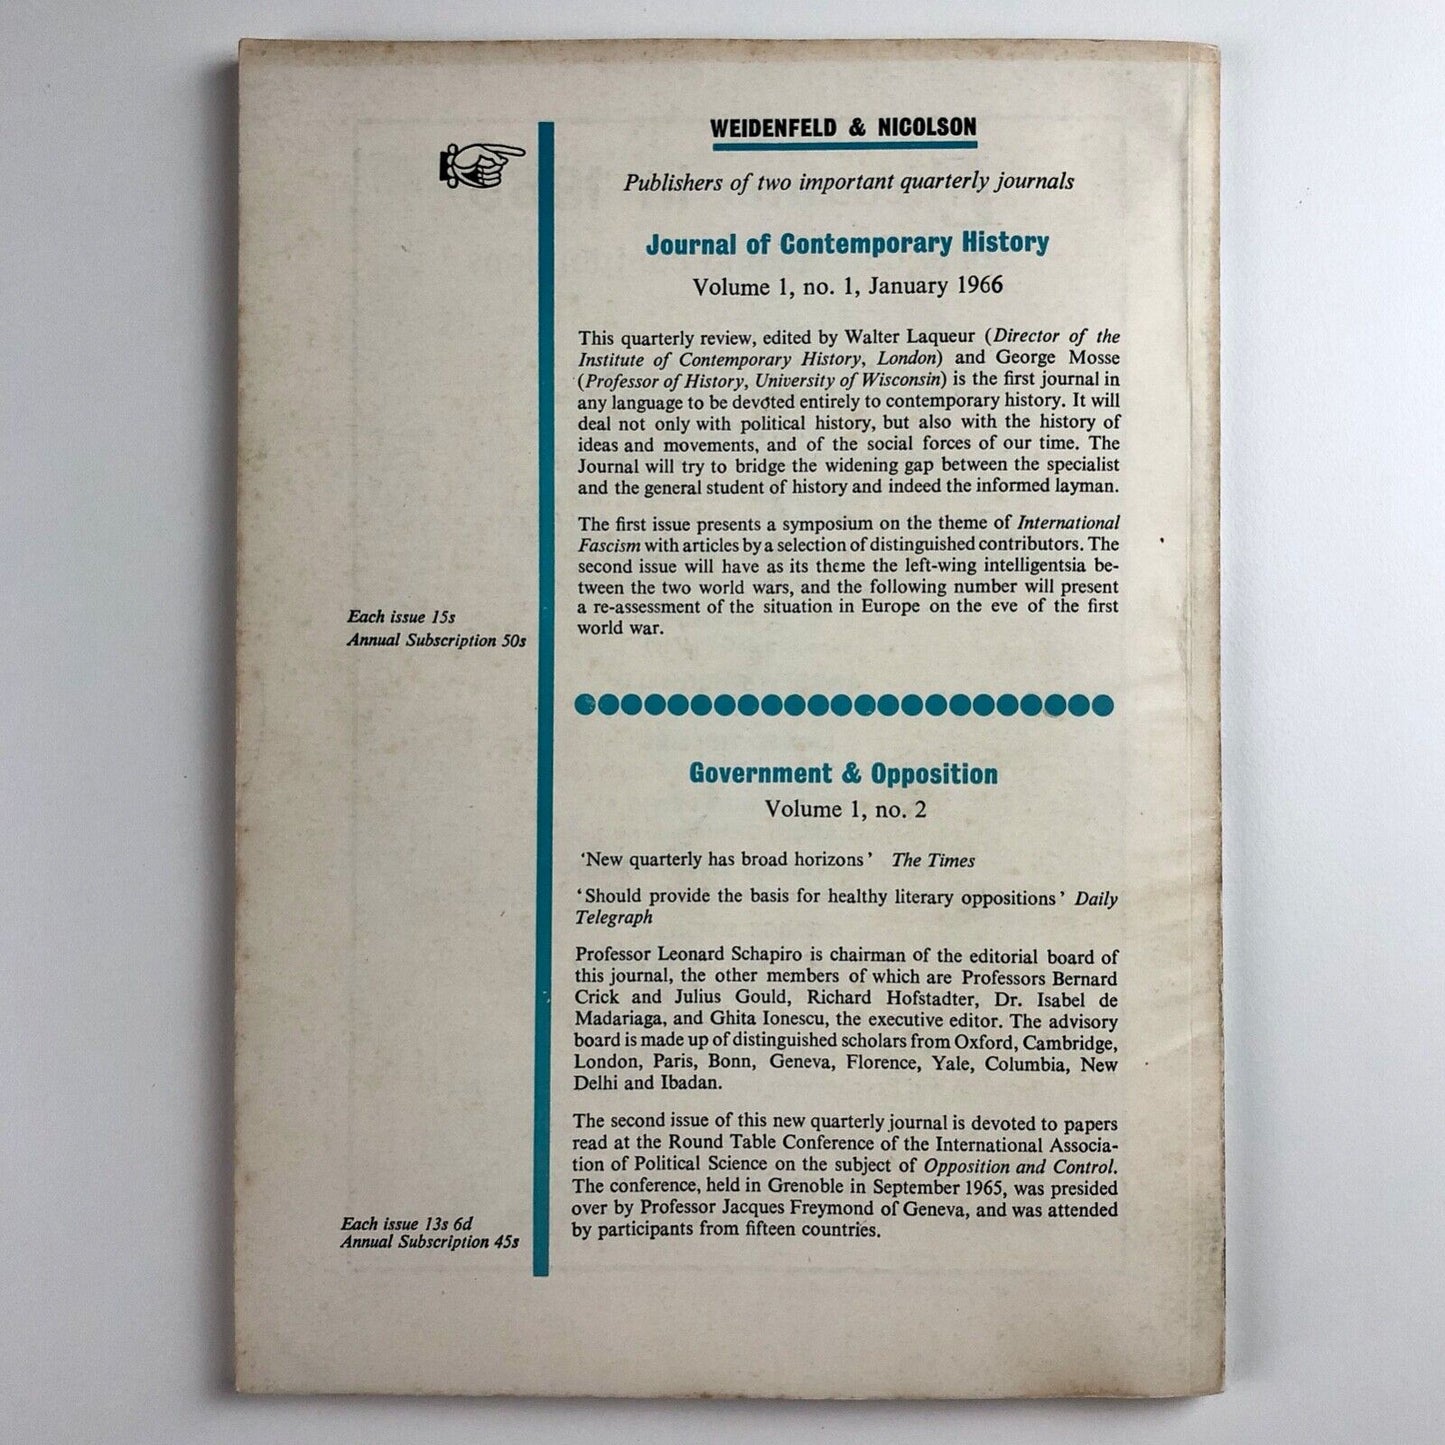 WEIDENFELD & NICOLSON
Publishers of two important quarterly journals
Journal of Contemporary History
Volume 1, no. 1, January 1966
This quarterly review, edited by Walter Laqueur (Director of the
Institute of Contemporary History, London) and George Mosse
(Professor of History, University of Wisconsin) is the first journal in
any language to be devoted entirely to contemporary history. It will
deal not only with political history, but also with the history of
ideas and movements, and of the social forces of our time. The
Journal will try to bridge the widening gap between the specialist
and the general student of history and indeed the informed layman.
The first issue presents a symposium on the theme of International
Fascism with articles by a selection of distinguished contributors. The
second issue will have as its theme the left-wing intelligentsia be-
tween the two world wars, and the following number will present
a re-assessment of the situation in Europe on the eve of the first
world war.
Each issue 15s
Annual Subscription 50s
Government & Opposition
Volume 1, no. 2
‘New quarterly has broad horizons’ The Times
‘Should provide the basis for healthy literary oppositions’ Daily
Telegraph
Professor Leonard Schapiro is chairman of the editorial board of
this journal, the other members of which are Professors Bernard
Crick and Julius Gould, Richard Hofstadter, Dr. Isabel de
Madariaga, and Ghita Ionescu, the executive editor. The advisory
board is made up of distinguished scholars from Oxford, Cambridge,
London, Paris, Bonn, Geneva, Florence, Yale, Columbia, New
Delhi and Ibadan.
The second issue of this new quarterly journal is devoted to papers
read at the Round Table Conference of the International Associa-
tion of Political Science on the subject of Opposition and Control.
The conference, held in Grenoble in September 1965, was presided
over by Professor Jacques Freymond of Geneva, and was attended
by participants from fifteen countries.
Each issue 13s 6d
Annual Subscription 45s